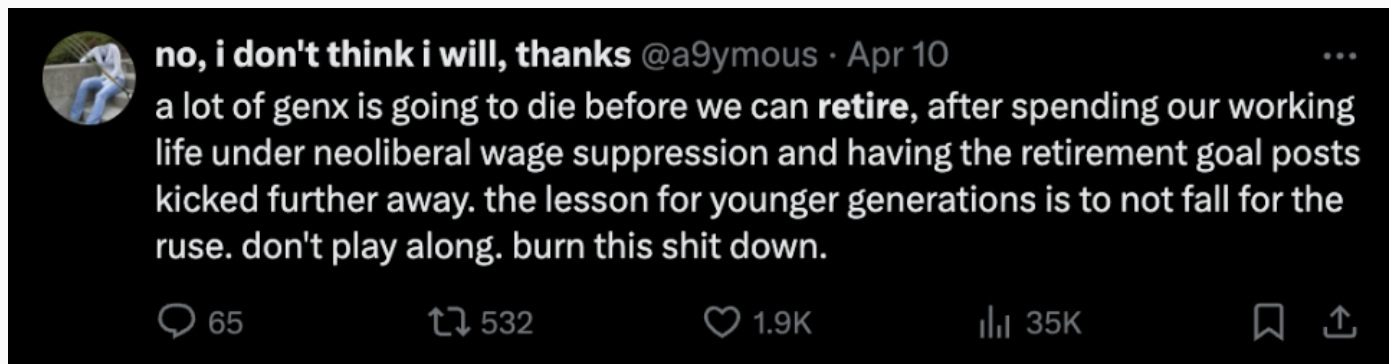 no, i don't think i will, thanks @a9ymous · Apr 10
a lot of genx is going to die before we can retire, after spending our working
life under neoliberal wage suppression and having the retirement goal posts
kicked further away. the lesson for younger generations is to not fall for the
ruse. don't play along. burn this shit down.
65 532 1.9K 35K